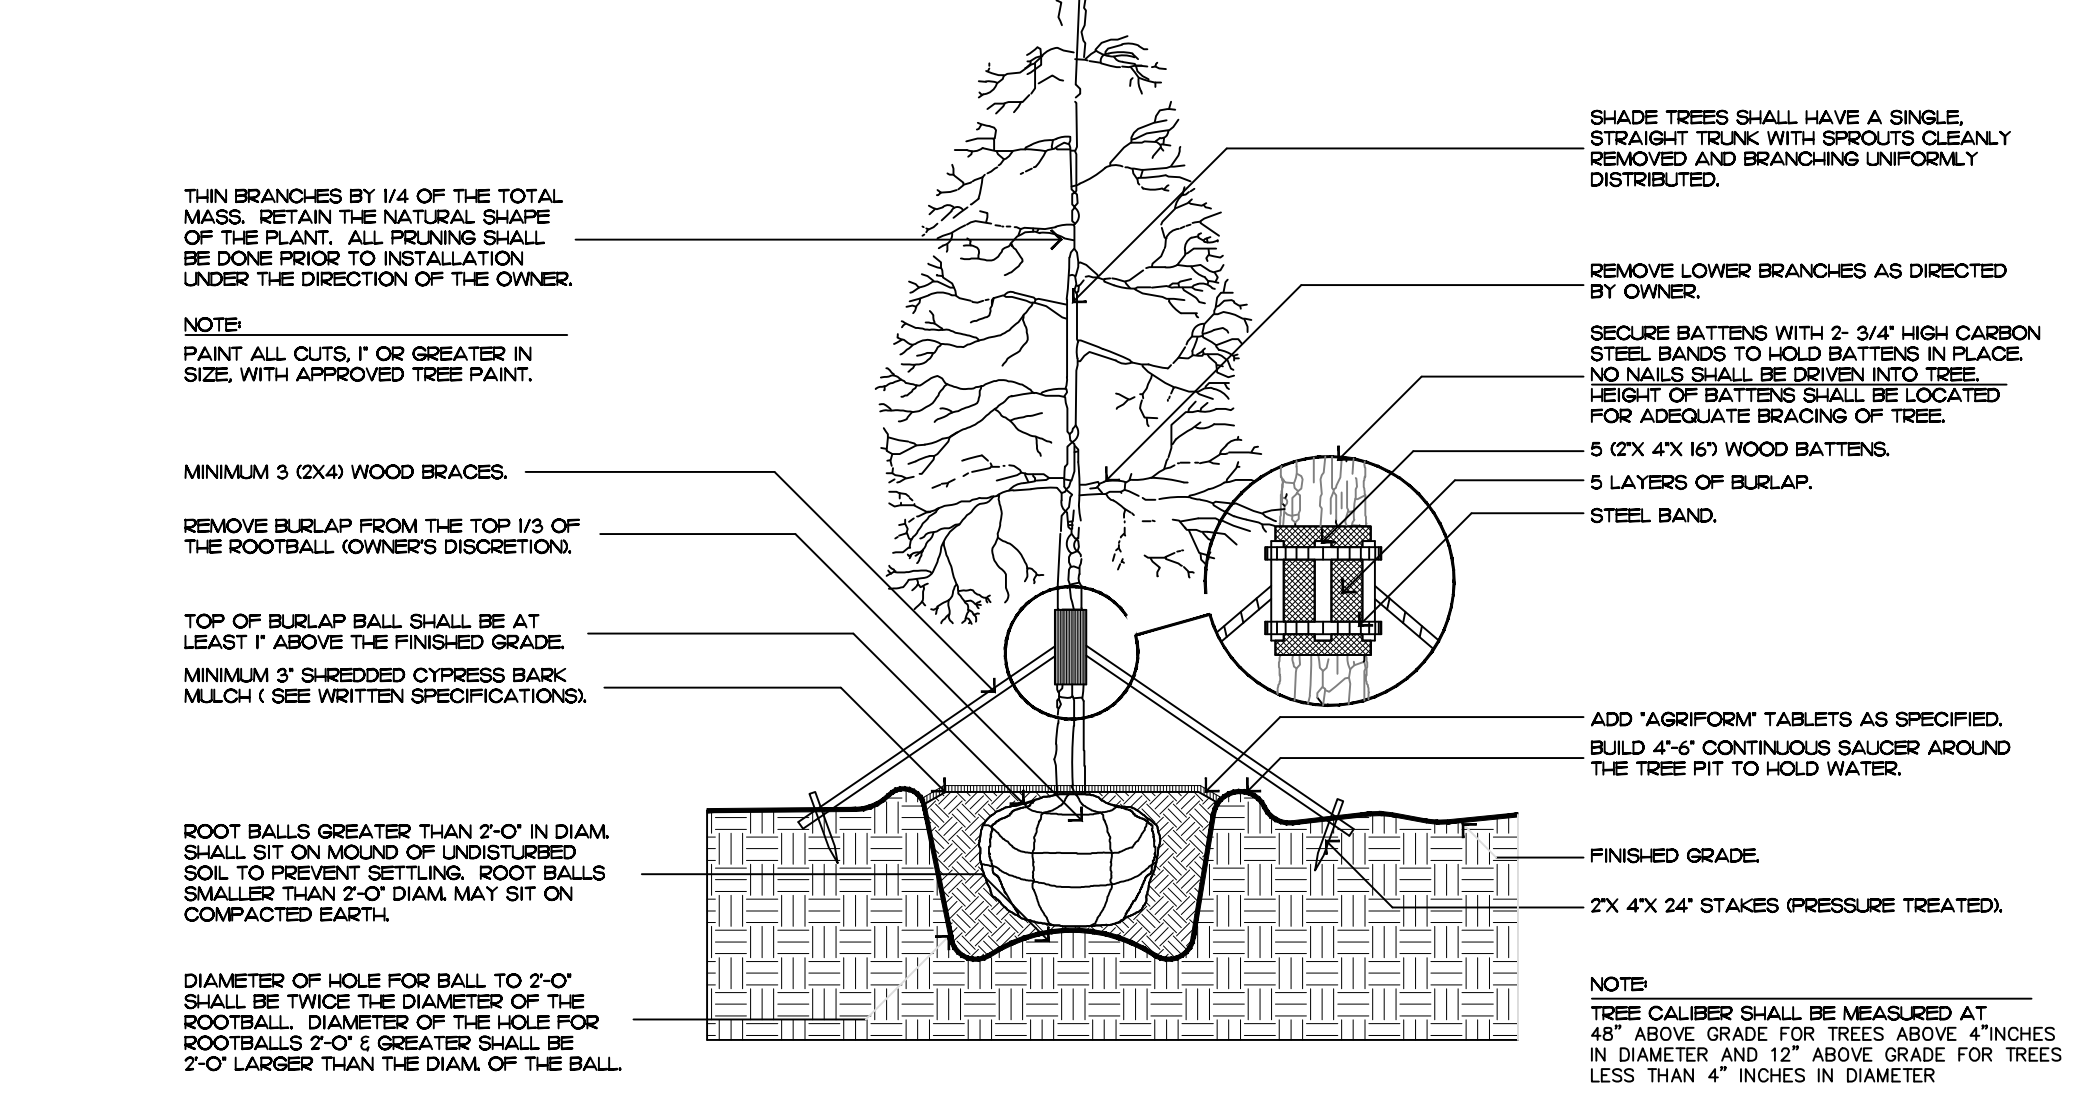 THIN BRANCHES BY 1/4 OF THE TOTAL
MASS. RETAIN THE NATURAL SHAPE
OF THE PLANT. ALL PRUNING SHALL
BE DONE PRIOR TO INSTALLATION
UNDER THE DIRECTION OF THE OWNER.
NOTE:
PAINT ALL CUTS, 1" OR GREATER IN
SIZE, WITH APPROVED TREE PAINT.
MINIMUM 3 (2X4) WOOD BRACES.
REMOVE BURLAP FROM THE TOP 1/3 OF
THE ROOTBALL (OWNER'S DISCRETION).
TOP OF BURLAP BALL SHALL BE AT
LEAST 1" ABOVE THE FINISHED GRADE.
MINIMUM 3" SHREDDED CYPRESS BARK
MULCH ( SEE WRITTEN SPECIFICATIONS).
ROOT BALLS GREATER THAN 2'-0" IN DIAM.
SHALL SIT ON MOUND OF UNDISTURBED
SOIL TO PREVENT SETTLING. ROOT BALLS
SMALLER THAN 2'-0" DIAM. MAY SIT ON
COMPACTED EARTH.
DIAMETER OF HOLE FOR BALL TO 2'-0"
SHALL BE TWICE THE DIAMETER OF THE
ROOTBALL. DIAMETER OF THE HOLE FOR
ROOTBALLS 2'-0" & GREATER SHALL BE
2'-0" LARGER THAN THE DIAM. OF THE BALL.
SHADE TREES SHALL HAVE A SINGLE,
STRAIGHT TRUNK WITH SPROUTS CLEANLY
REMOVED AND BRANCHING UNIFORMLY
DISTRIBUTED.
REMOVE LOWER BRANCHES AS DIRECTED
BY OWNER.
SECURE BATTENS WITH 2- 3/4" HIGH CARBON
STEEL BANDS TO HOLD BATTENS IN PLACE.
NO NAILS SHALL BE DRIVEN INTO TREE.
HEIGHT OF BATTENS SHALL BE LOCATED
FOR ADEQUATE BRACING OF TREE.
5 (2"X 4"X 16") WOOD BATTENS.
5 LAYERS OF BURLAP.
STEEL BAND.
ADD "AGRIFORM" TABLETS AS SPECIFIED.
BUILD 4"-6" CONTINUOUS SAUCER AROUND
THE TREE PIT TO HOLD WATER.
FINISHED GRADE.
2"X 4"X 24" STAKES (PRESSURE TREATED).
NOTE:
TREE CALIBER SHALL BE MEASURED AT
48” ABOVE GRADE FOR TREES ABOVE 4”INCHES
IN DIAMETER AND 12” ABOVE GRADE FOR TREES
LESS THAN 4” INCHES IN DIAMETER